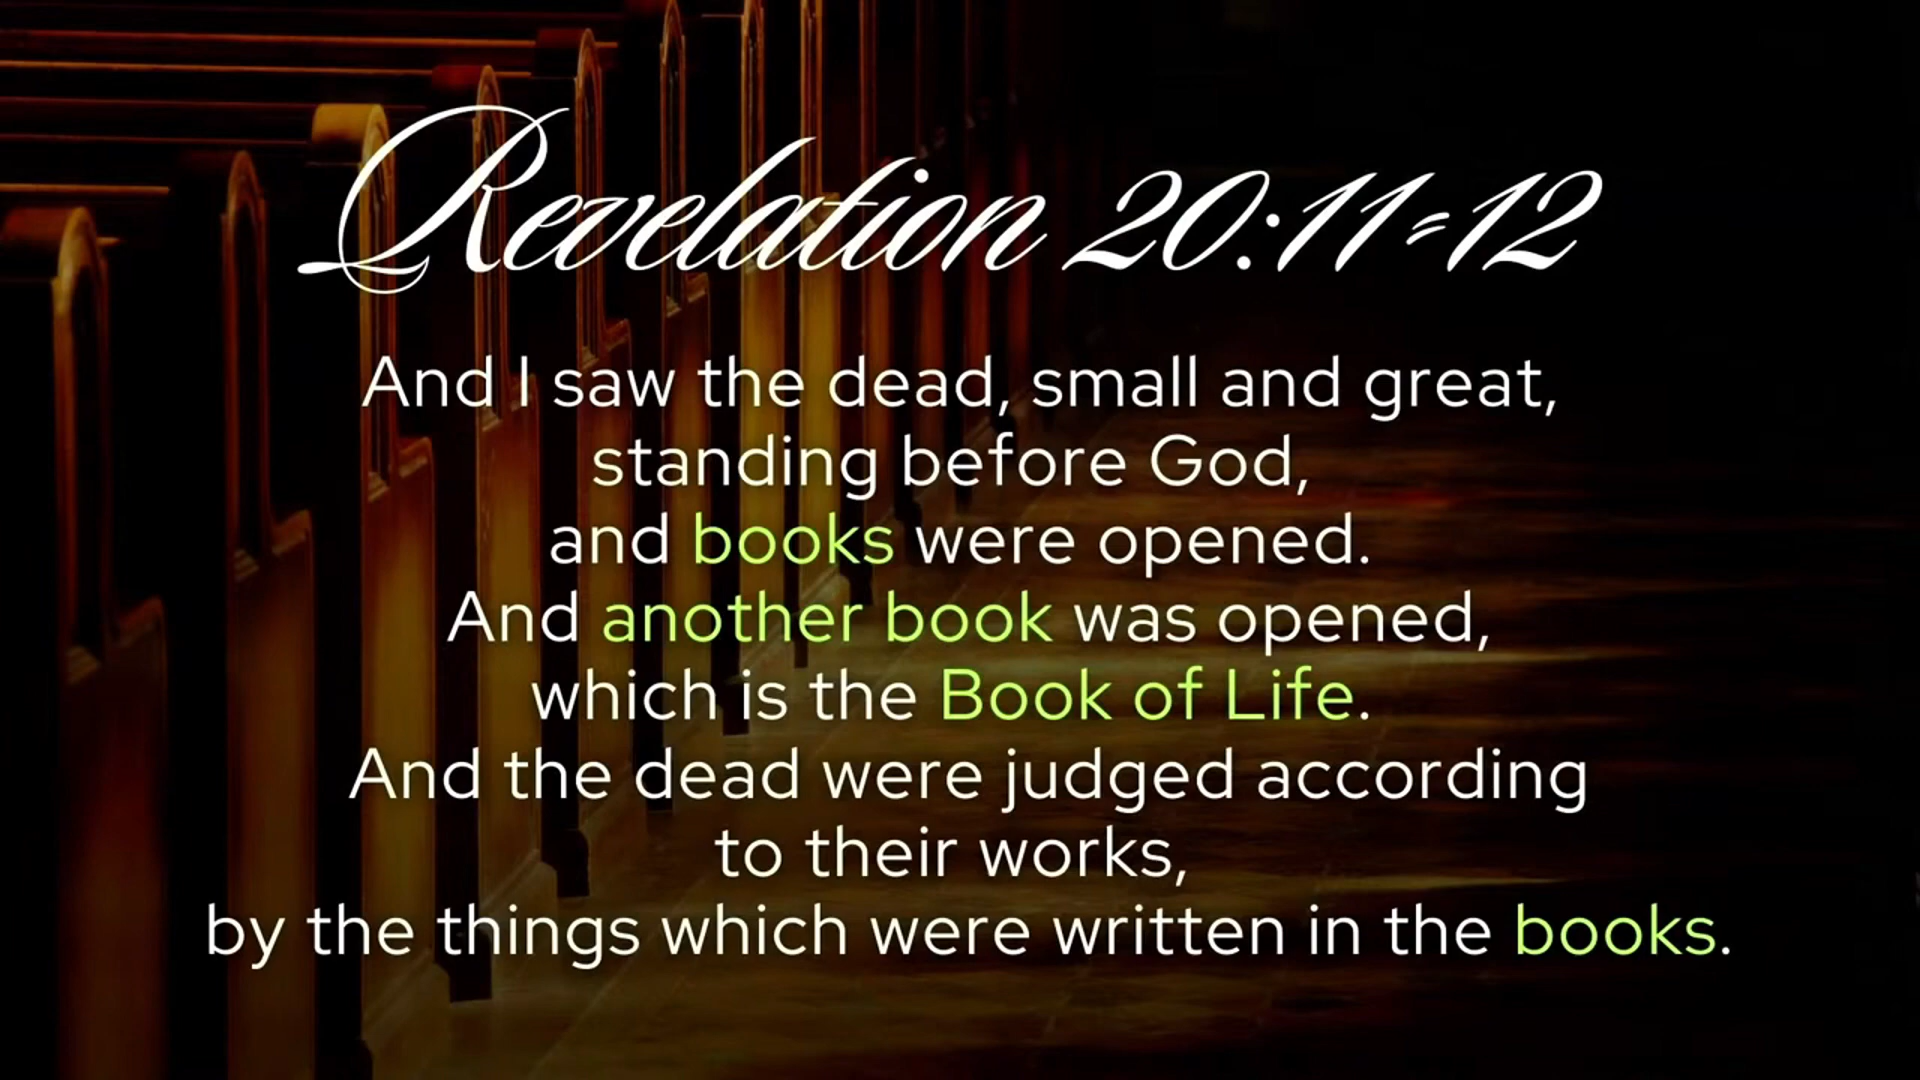 Revelation 20:11-12
And I saw the dead, small and great,
standing before God,
and books were opened.
And another book was opened,
which is the Book of Life.
And the dead were judged according
to their works,
by the things which were written in the books.